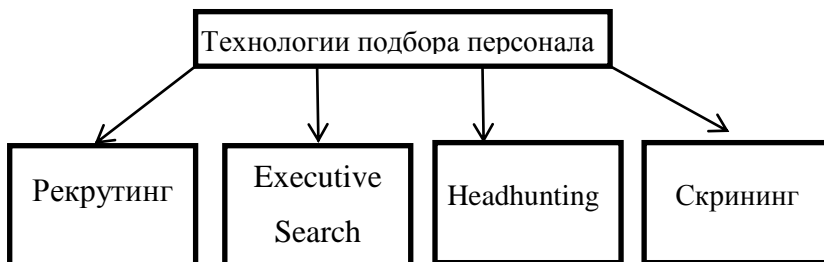 Технологии подбора персонала
Рекрутинг
Executive
Search
Headhunting
Скрининг